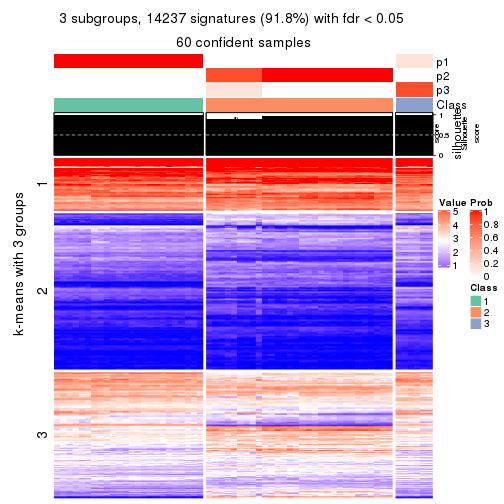 3 subgroups, 14237 signatures (91.8%) with fdr < 0.05
60 confident samples
p1
p2
p3
Class
1
0.5
0
silhouette
score
Silhouette
score
k-means with 3 groups
1
2
3
Value
5
4
3
2
1
Prob
1
0.8
0.6
0.4
0.2
0
Class
1
2
3